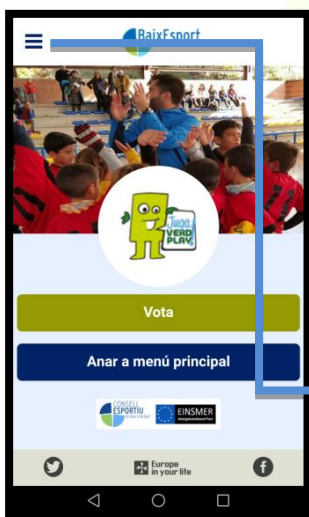 BaixEsport
Juga
VERD
PLAY
Vota
Anar a menú principal
CONSELL
ESPORTIU
EINSMER
Europe
in your life